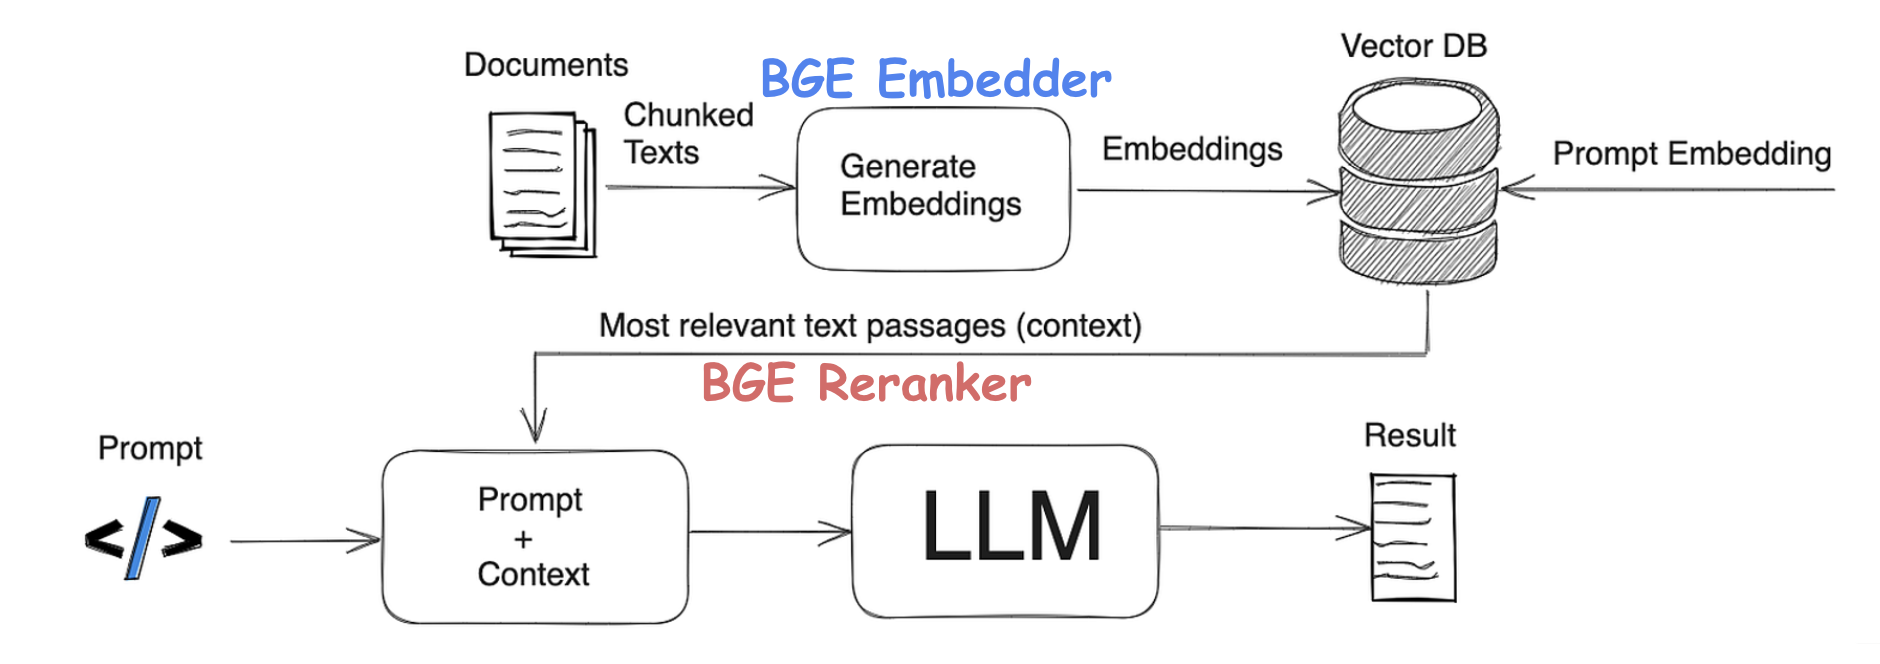 Documents
Chunked
Texts
BGE Embedder
Generate
Embeddings
Embeddings
Vector DB
Prompt Embedding
Most relevant text passages (context)
BGE Reranker
Prompt
</>
Prompt
+
Context
LLM
Result